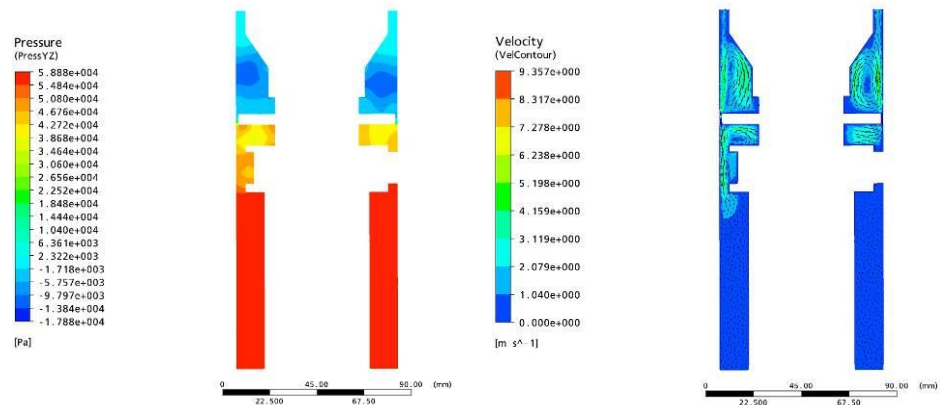 Pressure
(PressYZ)
5.888e+004
5.484e+004
5.080e+004
4.676e+004
4.272e+004
3.868e+004
3.464e+004
3.060e+004
2.656e+004
2.252e+004
1.848e+004
1.444e+004
1.040e+004
6.361e+003
2.322e+003
-1.718e+003
-5.757e+003
-9.797e+003
-1.384e+004
-1.788e+004
[Pa]
0 45.00 90.00 (mm)
22.500 67.50
Velocity
(VelContour)
9.357e+000
8.317e+000
7.278e+000
6.238e+000
5.198e+000
4.159e+000
3.119e+000
2.079e+000
1.040e+000
0.000e+000
[m s^-1]
0 45.00 90.00 (mm)
22.500 67.50